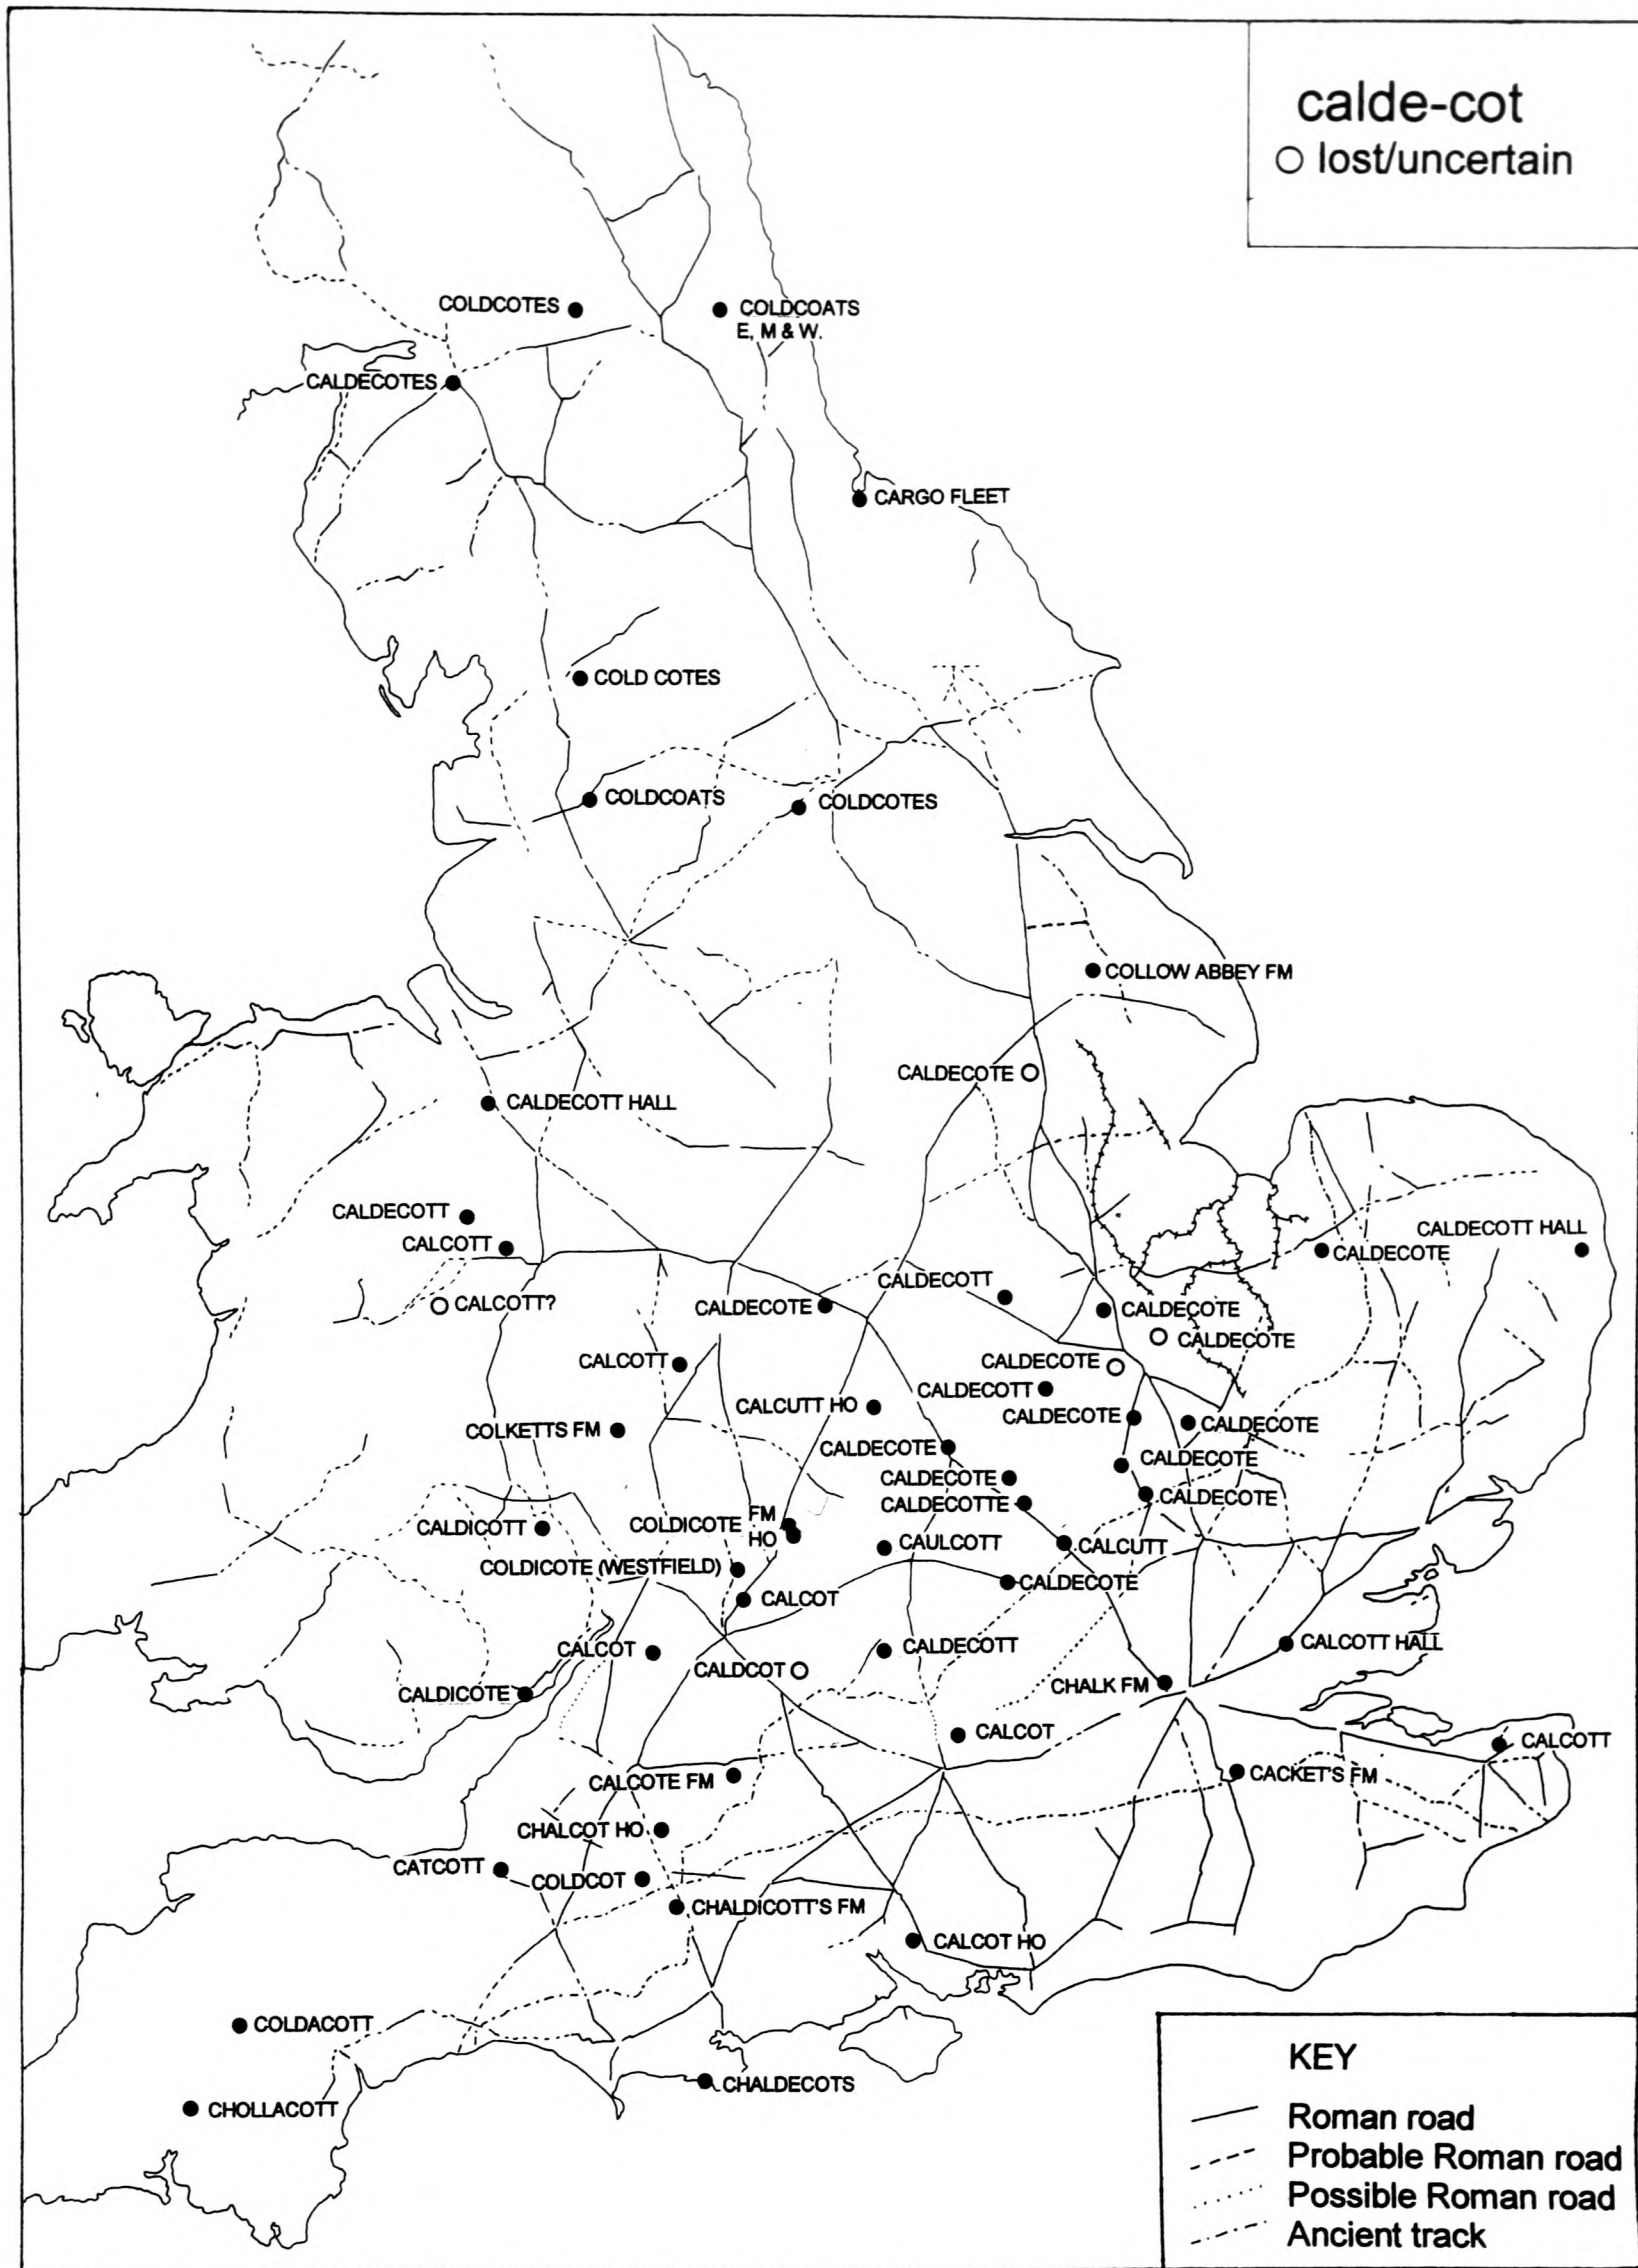 calde-cot
○ lost/uncertain
COLDCOTES
COLDCOATS
E, M & W.
CALDECOTES
CARGO FLEET
COLD COTES
COLDCOATS
COLDCOTES
COLLOW ABBEY FM
CALDECOTE
CALDECOTT HALL
CALDECOTT
CALCOTT
CALDECOTT HALL
CALDECOTE
CALCOTT?
CALDECOTT
CALDECOTE
CALDECOTE
CALDECOTE
CALCOTT
CALDECOTE
CALDECOTT
CALCUTT HO
CALDECOTE
CALDECOTE
COLKETTS FM
CALDECOTE
CALDECOTE
CALDECOTE
CALDECOTTE
CALDECOTE
CALDICOTT
COLDICOTE
FM
HO
CAULCOTT
CALCUTT
COLDICOTE (WESTFIELD)
CALDECOTE
CALCOT
CALCOT
CALDECOTT
CALCOTT HALL
CALDCOT
CALDICOTE
CHALK FM
CALCOT
CALCOTT
CALCOTE FM
CACKET'S FM
CHALCOT HO
CATCOTT
COLDCOT
CHALDICOTT'S FM
CALCOT HO
COLDACOTT
CHALDECOTS
CHOLLACOTT
KEY
Roman road
Probable Roman road
Possible Roman road
Ancient track